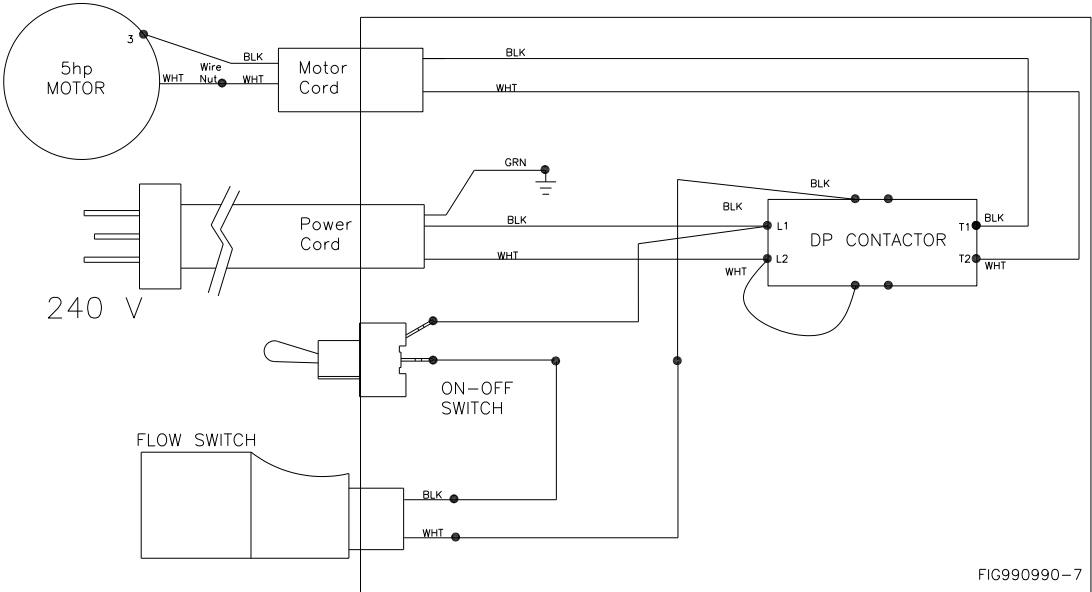 3
BLK
BLK
5hp
MOTOR
Wire
Nut
WHT
WHT
Motor
Cord
WHT
GRN
BLK
BLK
BLK
L1
T1
BLK
Power
Cord
DP CONTACTOR
WHT
L2
T2
WHT
WHT
240 V
ON-OFF
SWITCH
FLOW SWITCH
BLK
WHT
FIG990990-7